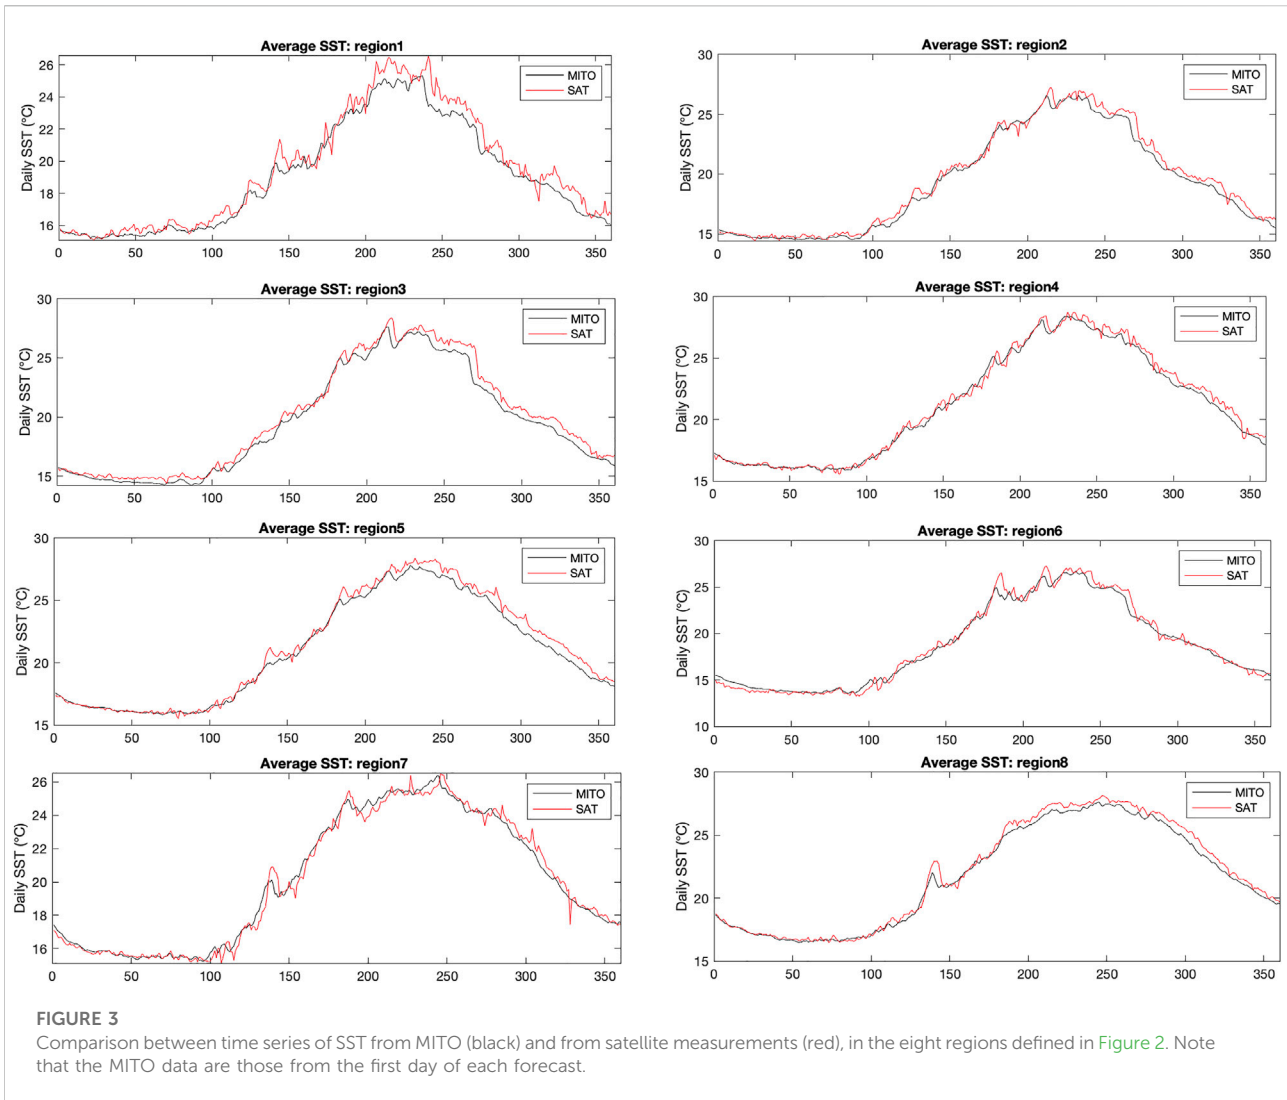 Average SST: region1
Daily SST (°C)
26
24
22
20
18
16
MITO
SAT
0 50 100 150 200 250 300 350
Average SST: region2
Daily SST (°C)
30
25
20
15
MITO
SAT
0 50 100 150 200 250 300 350
Average SST: region3
Daily SST (°C)
30
25
20
15
MITO
SAT
0 50 100 150 200 250 300 350
Average SST: region4
Daily SST (°C)
30
25
20
15
MITO
SAT
0 50 100 150 200 250 300 350
Average SST: region5
Daily SST (°C)
30
25
20
15
MITO
SAT
0 50 100 150 200 250 300 350
Average SST: region6
Daily SST (°C)
30
25
20
15
10
MITO
SAT
0 50 100 150 200 250 300 350
Average SST: region7
Daily SST (°C)
26
24
22
20
18
16
MITO
SAT
0 50 100 150 200 250 300 350
Average SST: region8
Daily SST (°C)
30
25
20
15
MITO
SAT
0 50 100 150 200 250 300 350
FIGURE 3
Comparison between time series of SST from MITO (black) and from satellite measurements (red), in the eight regions defined in Figure 2. Note
that the MITO data are those from the first day of each forecast.